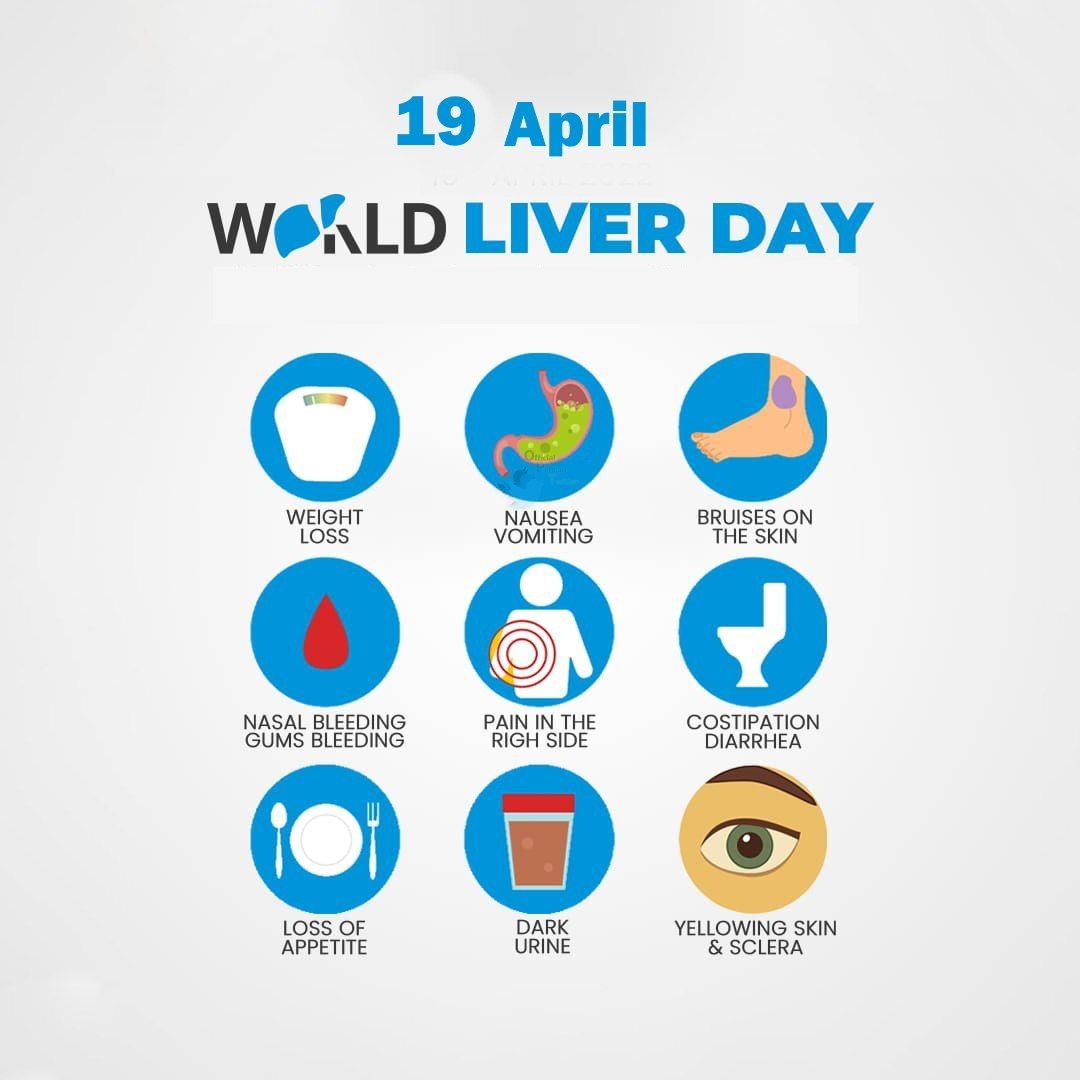 19 April
WORLD LIVER DAY
WEIGHT
LOSS
NAUSEA
VOMITING
BRUISES ON
THE SKIN
NASAL BLEEDING
GUMS BLEEDING
PAIN IN THE
RIGH SIDE
COSTIPATION
DIARRHEA
LOSS OF
APPETITE
DARK
URINE
YELLOWING SKIN
& SCLERA